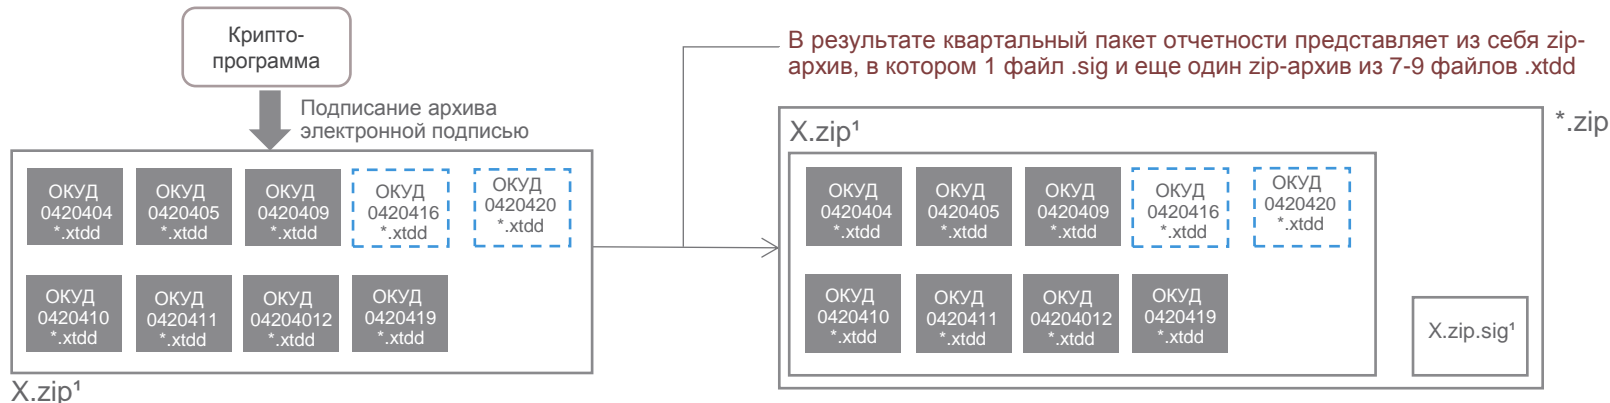 Крипто-
программа
Подписание архива
электронной подписью
В результате квартальный пакет отчетности представляет из себя zip-
архив, в котором 1 файл .sig и еще один zip-архив из 7-9 файлов .xtdd
ОКУД
0420404
*.xtdd
ОКУД
0420405
*.xtdd
ОКУД
0420409
*.xtdd
ОКУД
0420416
*.xtdd
ОКУД
0420420
*.xtdd
ОКУД
0420410
*.xtdd
ОКУД
0420411
*.xtdd
ОКУД
04204012
*.xtdd
ОКУД
0420419
*.xtdd
X.zip¹
*.zip
X.zip¹
ОКУД
0420404
*.xtdd
ОКУД
0420405
*.xtdd
ОКУД
0420409
*.xtdd
ОКУД
0420416
*.xtdd
ОКУД
0420420
*.xtdd
ОКУД
0420410
*.xtdd
ОКУД
0420411
*.xtdd
ОКУД
04204012
*.xtdd
ОКУД
0420419
*.xtdd
X.zip.sig¹